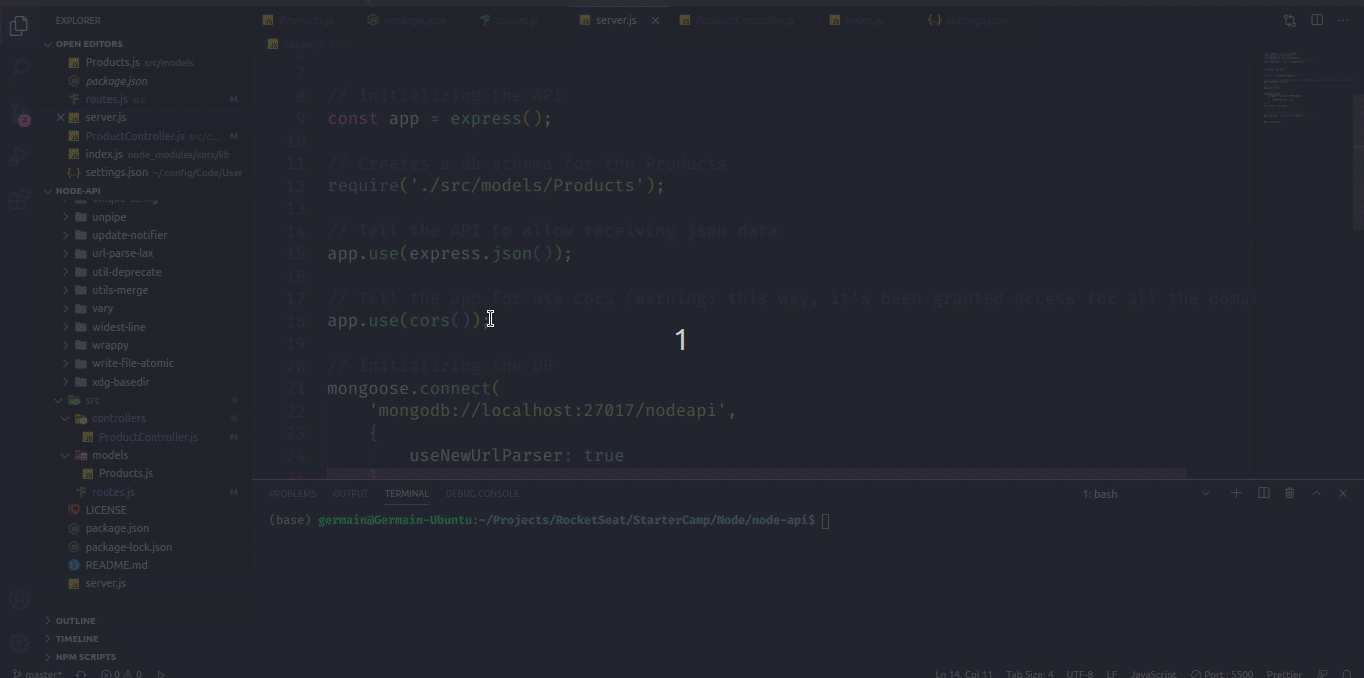 EXPLORER
OPEN EDITORS
Products.js src/models
package.json
routes.js src M
server.js
ProductController.js src/c... M
index.js node_modules/cors/lib
settings.json ~/.config/Code/User
NODE-API
unique-string
unpipe
update-notifier
url-parse-lax
util-deprecate
utils-merge
vary
widest-line
wrappy
write-file-atomic
xdg-basedir
src
controllers
ProductController.js M
models
Products.js
routes.js M
LICENSE
package.json
package-lock.json
README.md
server.js
OUTLINE
TIMELINE
NPM SCRIPTS
Products.js package.json routes.js server.js ProductController.js index.js settings.json
server.js
7
8 // Initializing the API
9 const app = express();
10
11 // Creates a db schema for the Products
12 require('./src/models/Products');
13
14 // Tell the API to allow receiving json data
15 app.use(express.json());
16
17 // Tell the app for use cors (warning: this way, it's been granted access for all the domai
18 app.use(cors());
19
20 // Initializing the DB
21 mongoose.connect(
22 'mongodb://localhost:27017/nodeapi',
23 {
24 useNewUrlParser: true
1
PROBLEMS OUTPUT TERMINAL DEBUG CONSOLE 1: bash
(base) germain@Germain-Ubuntu:~/Projects/RocketSeat/StarterCamp/Node/node-api$
master* 0 0 Ln 14, Col 11 Tab Size: 4 UTF-8 LF JavaScript Port : 5500 Prettier